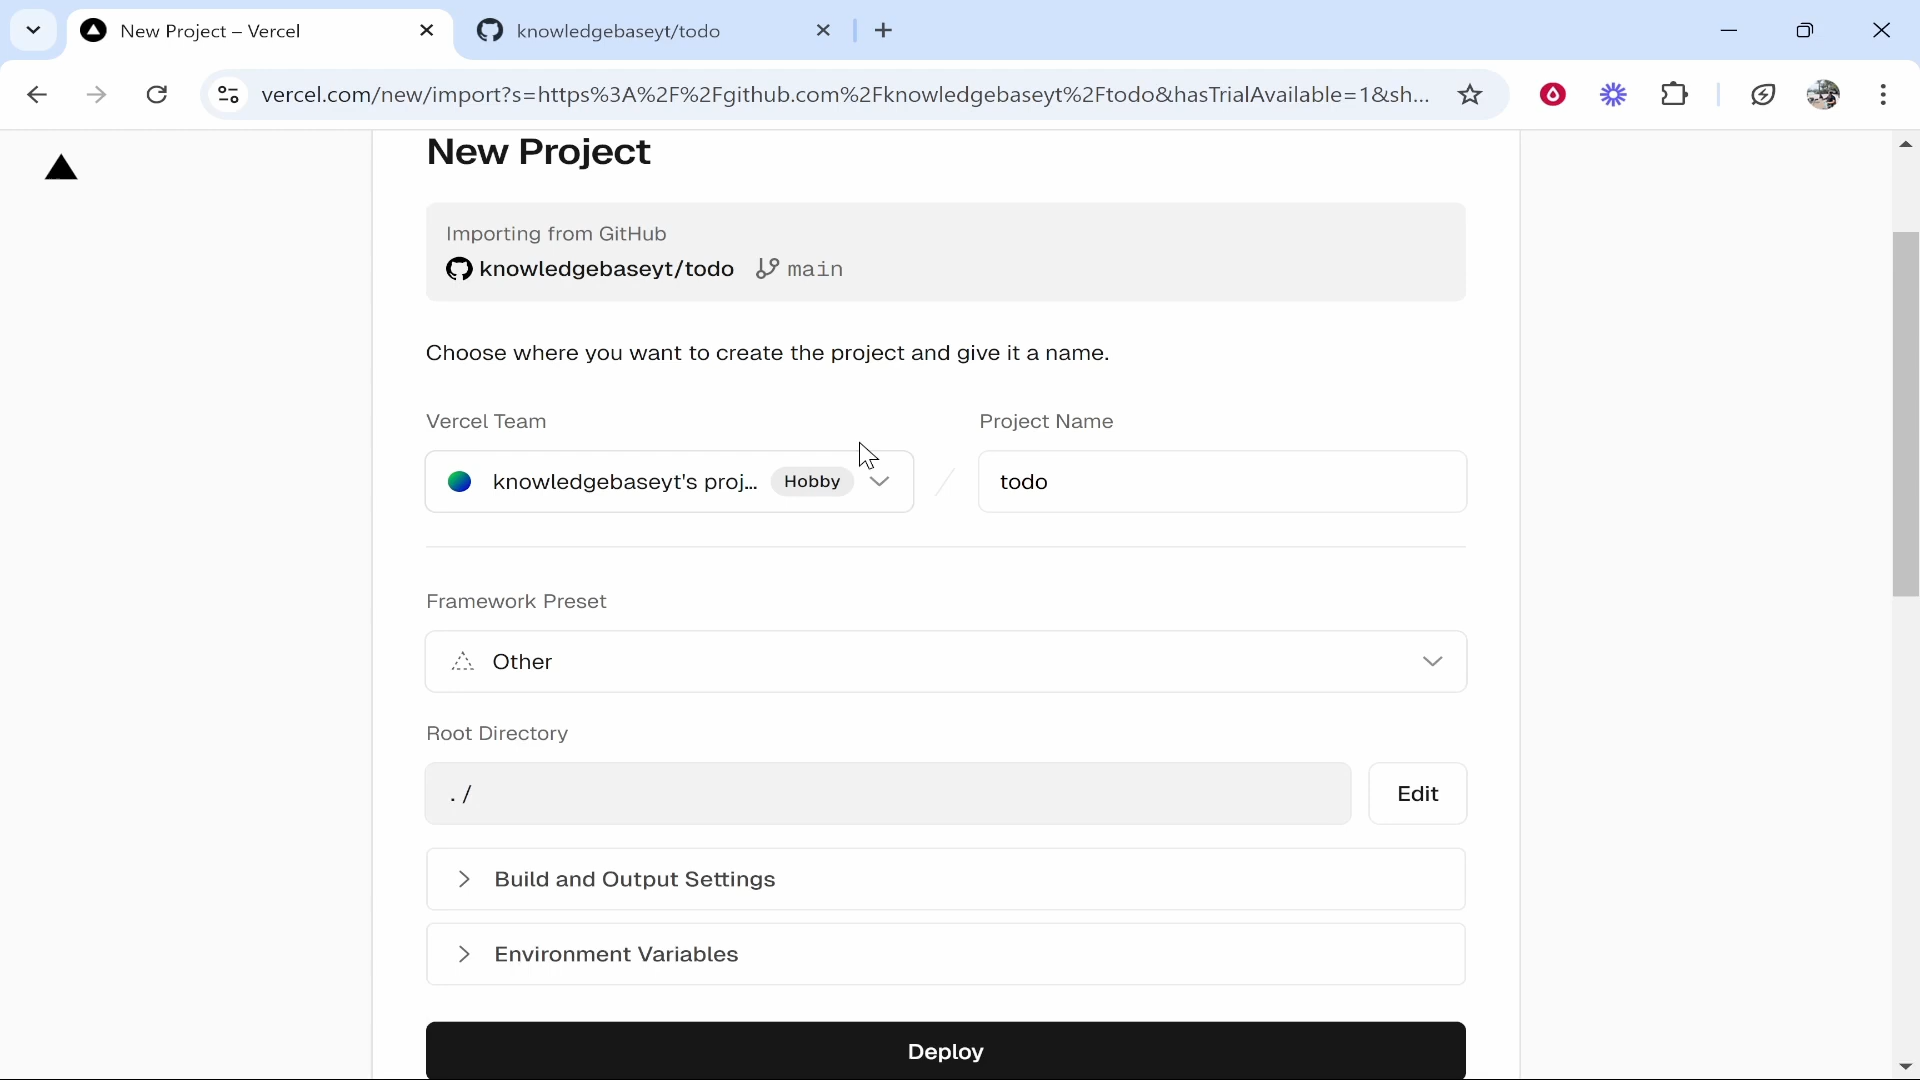 New Project – Vercel
knowledgebaseyt/todo
vercel.com/new/import?s=https%3A%2F%2Fgithub.com%2Fknowledgebaseyt%2Ftodo&hasTrialAvailable=1&sh...
New Project
Importing from GitHub
knowledgebaseyt/todo main
Choose where you want to create the project and give it a name.
Vercel Team
Project Name
knowledgebaseyt's proj... Hobby
todo
Framework Preset
Other
Root Directory
./
Edit
Build and Output Settings
Environment Variables
Deploy